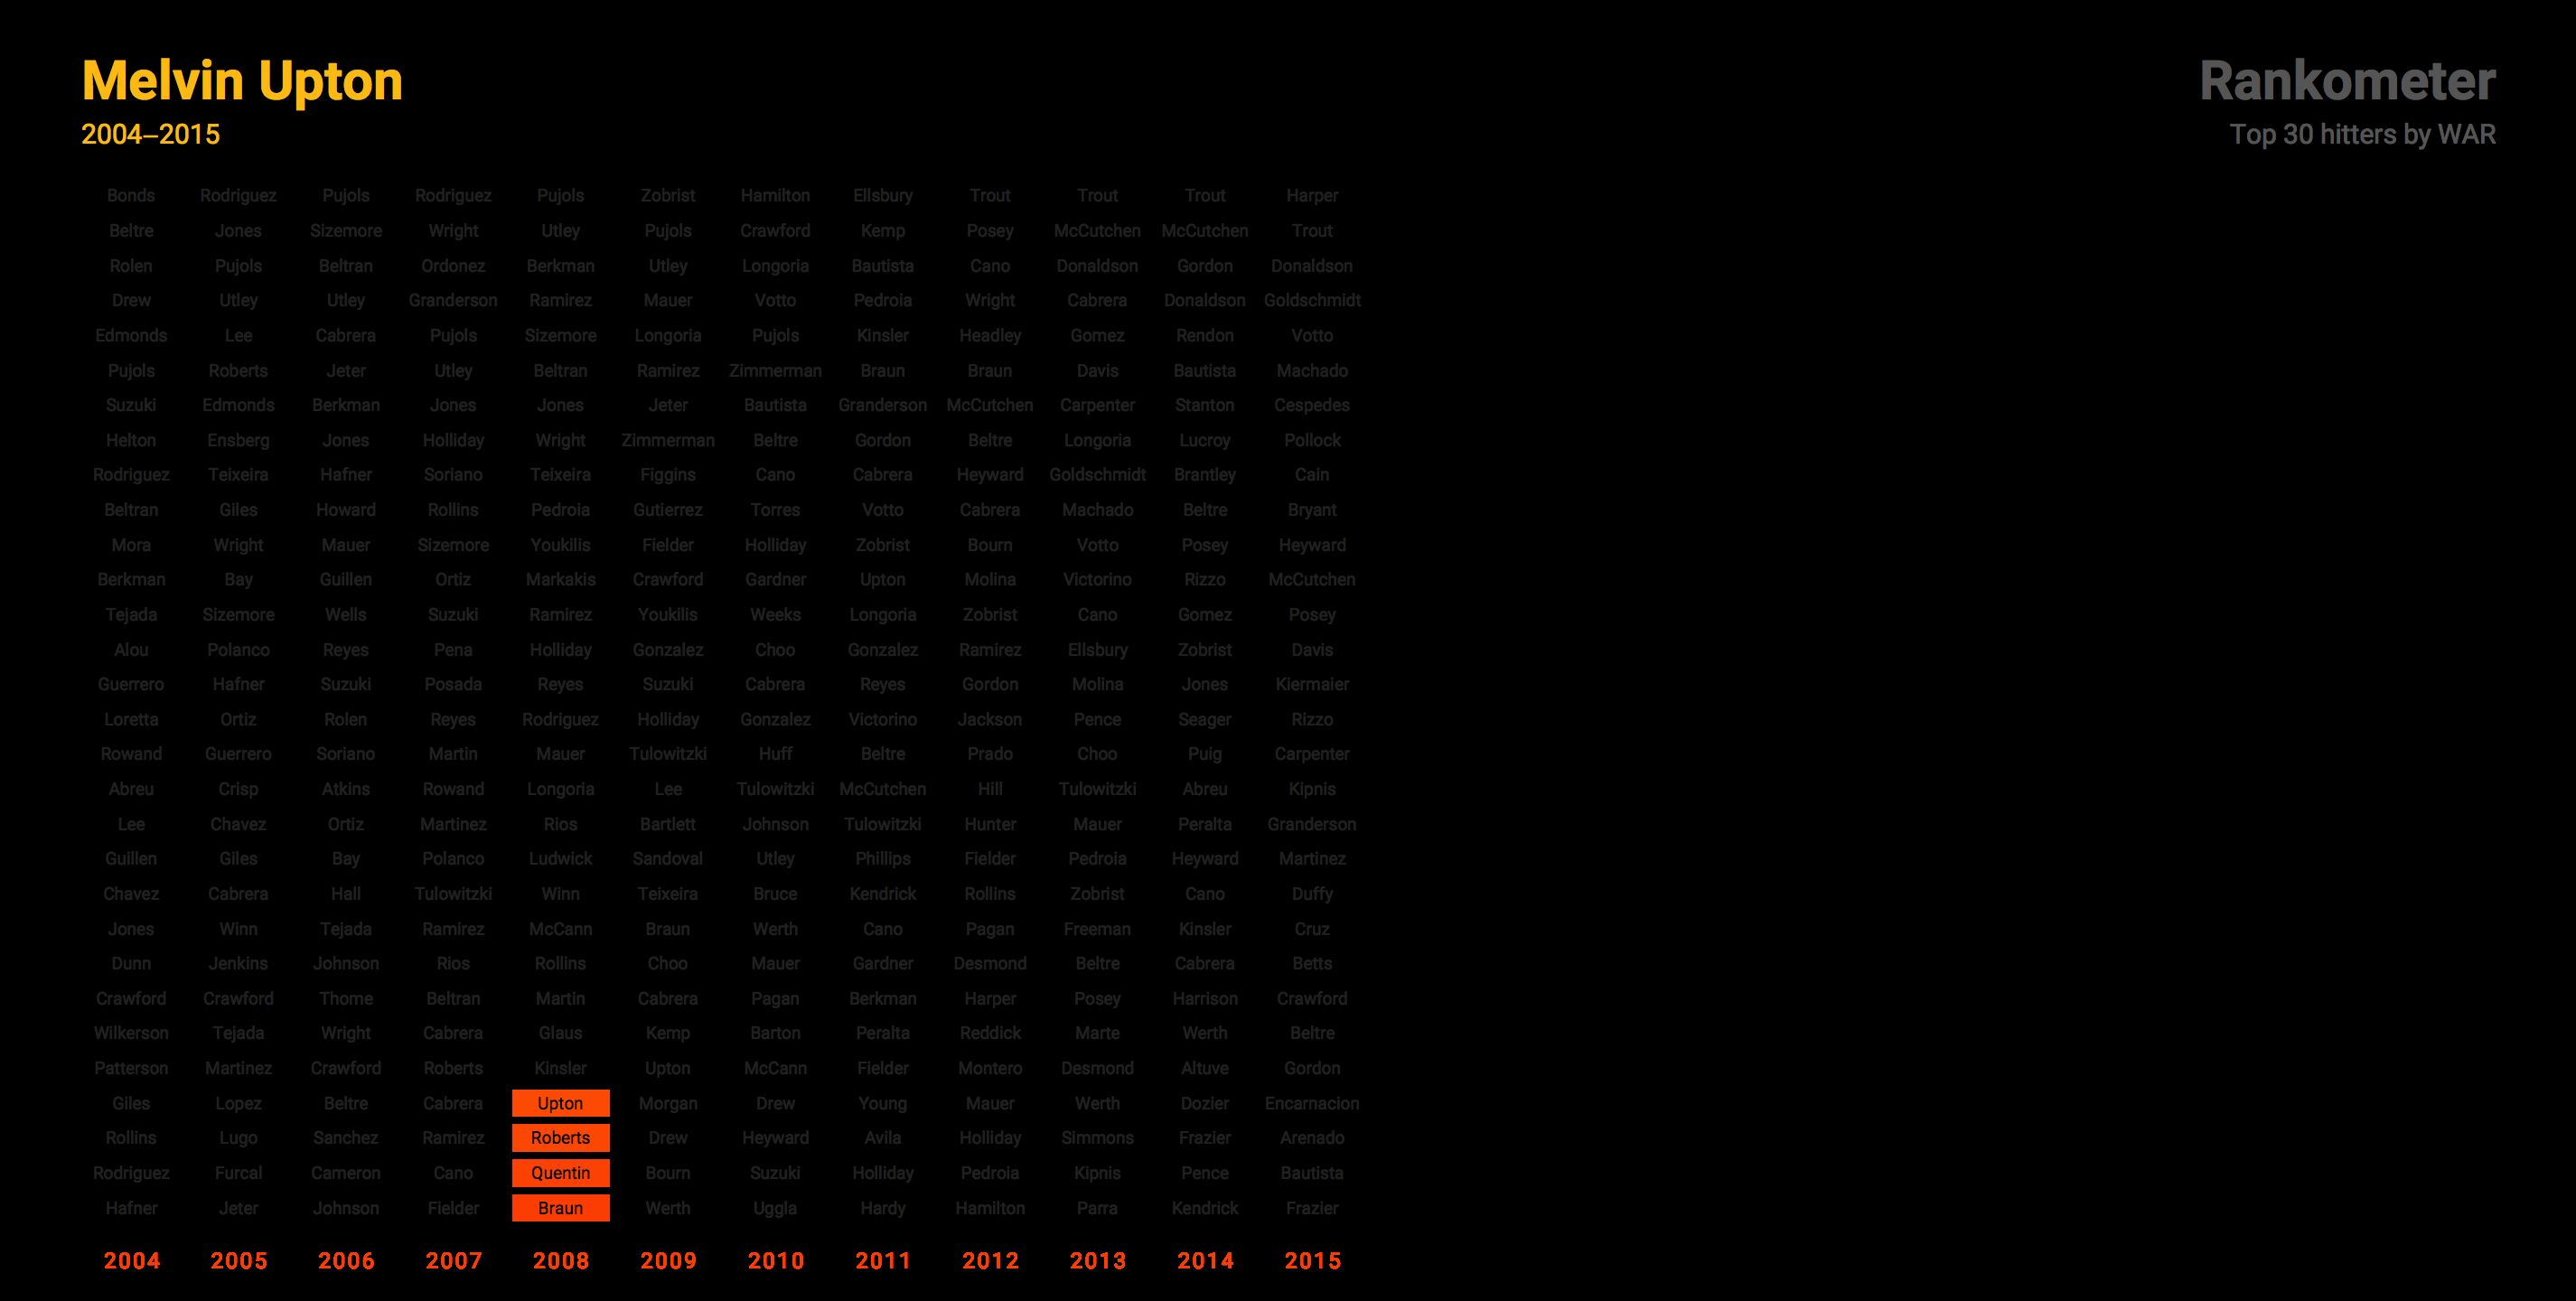 Melvin Upton
2004–2015
Rankometer
Top 30 hitters by WAR
Bonds Rodriguez Pujols Rodriguez Pujols Zobrist Hamilton Ellsbury Trout Trout Trout Harper
Beltre Jones Sizemore Wright Utley Pujols Crawford Kemp Posey McCutchen McCutchen Trout
Rolen Pujols Beltran Ordonez Berkman Utley Longoria Bautista Cano Donaldson Gordon Donaldson
Drew Utley Utley Granderson Ramirez Mauer Votto Pedroia Wright Cabrera Donaldson Goldschmidt
Edmonds Lee Cabrera Pujols Sizemore Longoria Pujols Kinsler Headley Gomez Rendon Votto
Pujols Roberts Jeter Utley Beltran Ramirez Zimmerman Braun Braun Davis Bautista Machado
Suzuki Edmonds Berkman Jones Jones Jeter Bautista Granderson McCutchen Carpenter Stanton Cespedes
Helton Ensberg Jones Holliday Wright Zimmerman Beltre Gordon Beltre Longoria Lucroy Pollock
Rodriguez Teixeira Hafner Soriano Teixeira Figgins Cano Cabrera Heyward Goldschmidt Brantley Cain
Beltran Giles Howard Rollins Pedroia Gutierrez Torres Votto Cabrera Machado Beltre Bryant
Mora Wright Mauer Sizemore Youkilis Fielder Holliday Zobrist Bourn Votto Posey Heyward
Berkman Bay Guillen Ortiz Markakis Crawford Gardner Upton Molina Victorino Rizzo McCutchen
Tejada Sizemore Wells Suzuki Ramirez Youkilis Weeks Longoria Zobrist Cano Gomez Posey
Alou Polanco Reyes Pena Holliday Gonzalez Choo Gonzalez Ramirez Ellsbury Zobrist Davis
Guerrero Hafner Suzuki Posada Reyes Suzuki Cabrera Reyes Gordon Molina Jones Kiermaier
Loretta Ortiz Rolen Reyes Rodriguez Holliday Gonzalez Victorino Jackson Pence Seager Rizzo
Rowand Guerrero Soriano Martin Mauer Tulowitzki Huff Beltre Prado Choo Puig Carpenter
Abreu Crisp Atkins Rowand Longoria Lee Tulowitzki McCutchen Hill Tulowitzki Abreu Kipnis
Lee Chavez Ortiz Martinez Rios Bartlett Johnson Tulowitzki Hunter Mauer Peralta Granderson
Guillen Giles Bay Polanco Ludwick Sandoval Utley Phillips Fielder Pedroia Heyward Martinez
Chavez Cabrera Hall Tulowitzki Winn Teixeira Bruce Kendrick Rollins Zobrist Cano Duffy
Jones Winn Tejada Ramirez McCann Braun Werth Cano Pagan Freeman Kinsler Cruz
Dunn Jenkins Johnson Rios Rollins Choo Mauer Gardner Desmond Beltre Cabrera Betts
Crawford Crawford Thome Beltran Martin Cabrera Pagan Berkman Harper Posey Harrison Crawford
Wilkerson Tejada Wright Cabrera Glaus Kemp Barton Peralta Reddick Marte Werth Beltre
Patterson Martinez Crawford Roberts Kinsler Upton McCann Fielder Montero Desmond Altuve Gordon
Giles Lopez Beltre Cabrera Upton Morgan Drew Young Mauer Werth Dozier Encarnacion
Rollins Lugo Sanchez Ramirez Roberts Drew Heyward Avila Holliday Simmons Frazier Arenado
Rodriguez Furcal Cameron Cano Quentin Bourn Suzuki Holliday Pedroia Kipnis Pence Bautista
Hafner Jeter Johnson Fielder Braun Werth Uggla Hardy Hamilton Parra Kendrick Frazier
2004 2005 2006 2007 2008 2009 2010 2011 2012 2013 2014 2015